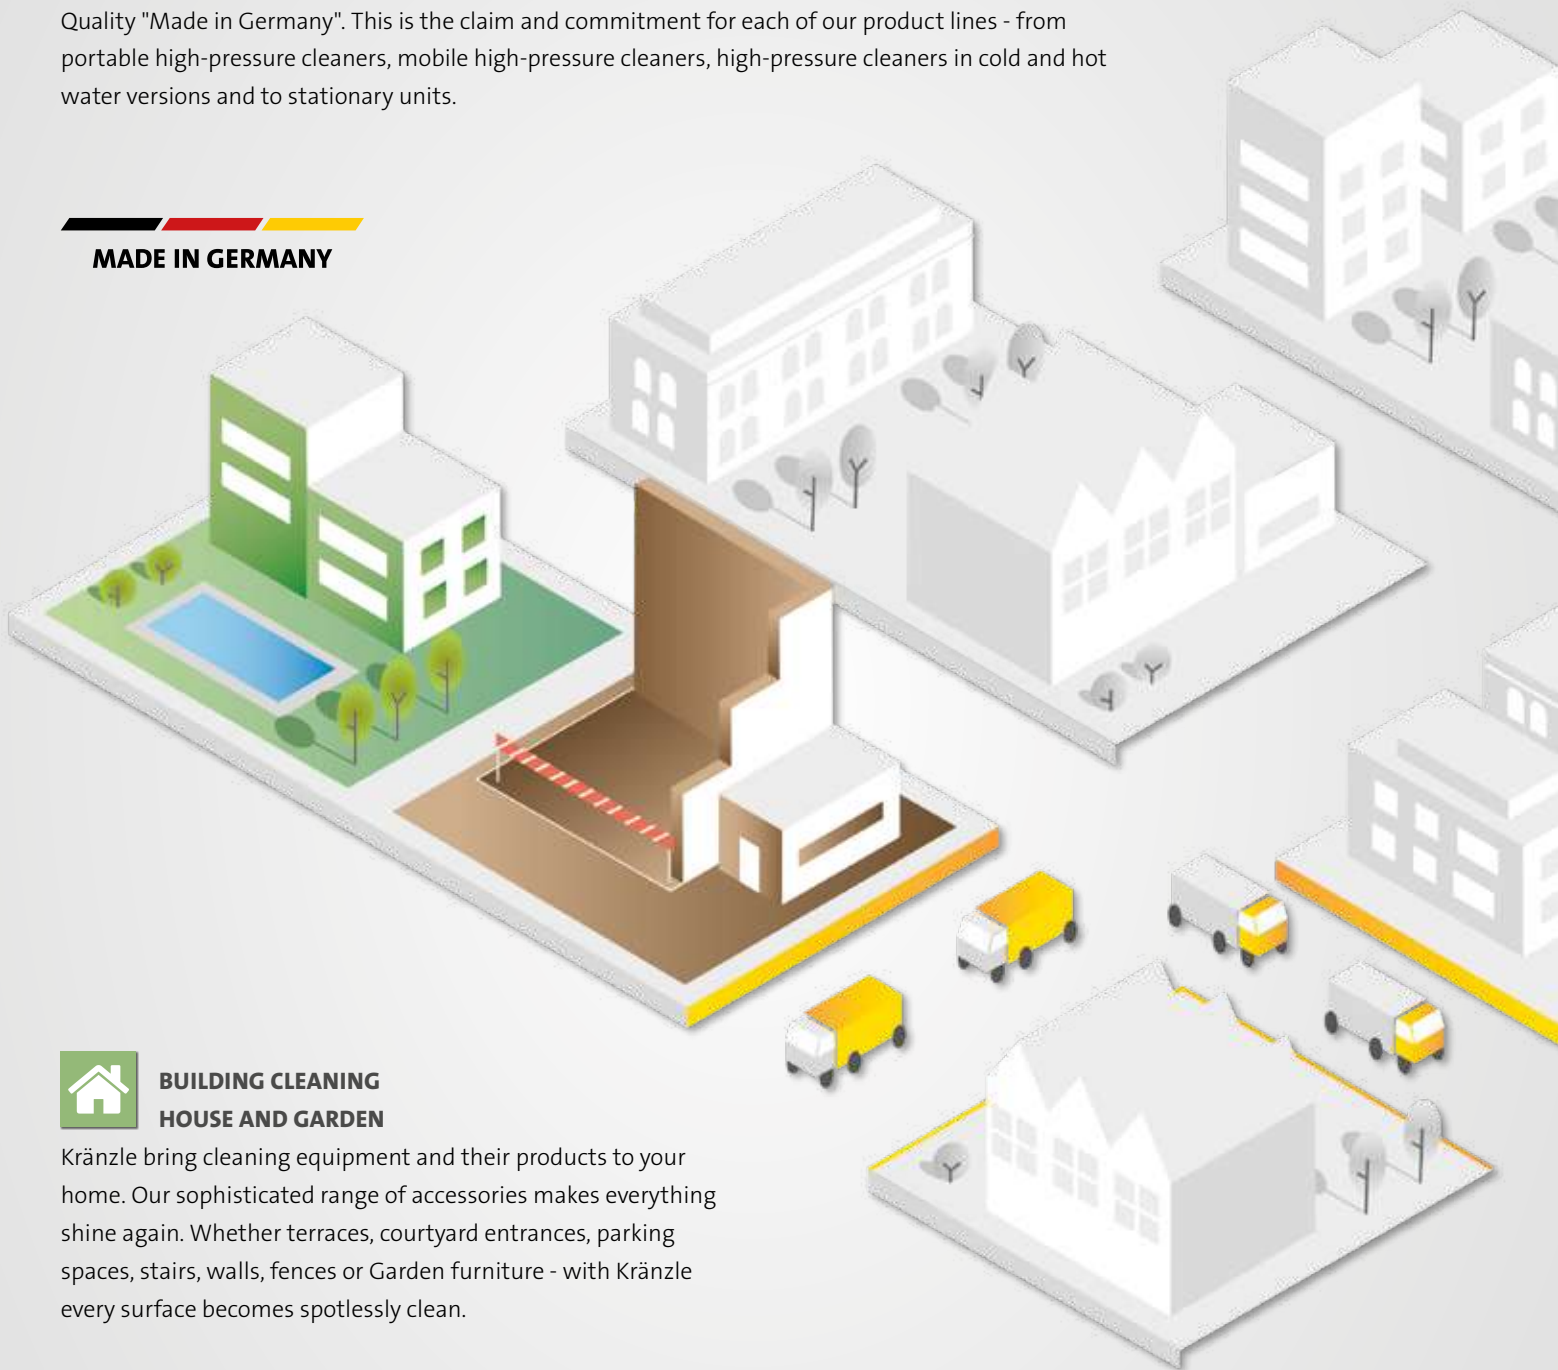 Quality "Made in Germany". This is the claim and commitment for each of our product lines - from
portable high-pressure cleaners, mobile high-pressure cleaners, high-pressure cleaners in cold and hot
water versions and to stationary units.
MADE IN GERMANY
BUILDING CLEANING
HOUSE AND GARDEN
Kränzle bring cleaning equipment and their products to your
home. Our sophisticated range of accessories makes everything
shine again. Whether terraces, courtyard entrances, parking
spaces, stairs, walls, fences or Garden furniture - with Kränzle
every surface becomes spotlessly clean.